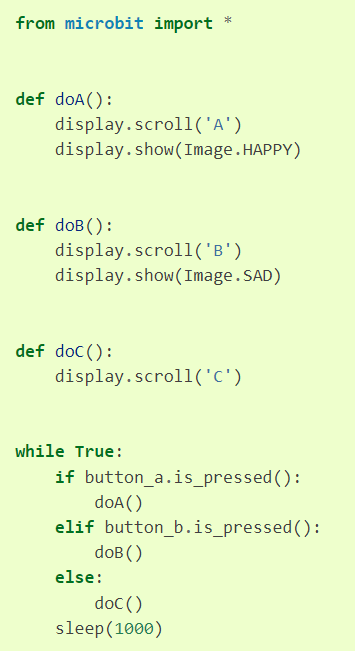 from microbit import *
def doA():
    display.scroll('A')
    display.show(Image.HAPPY)
def doB():
    display.scroll('B')
    display.show(Image.SAD)
def doC():
    display.scroll('C')
while True:
    if button_a.is_pressed():
        doA()
    elif button_b.is_pressed():
        doB()
    else:
        doC()
    sleep(1000)